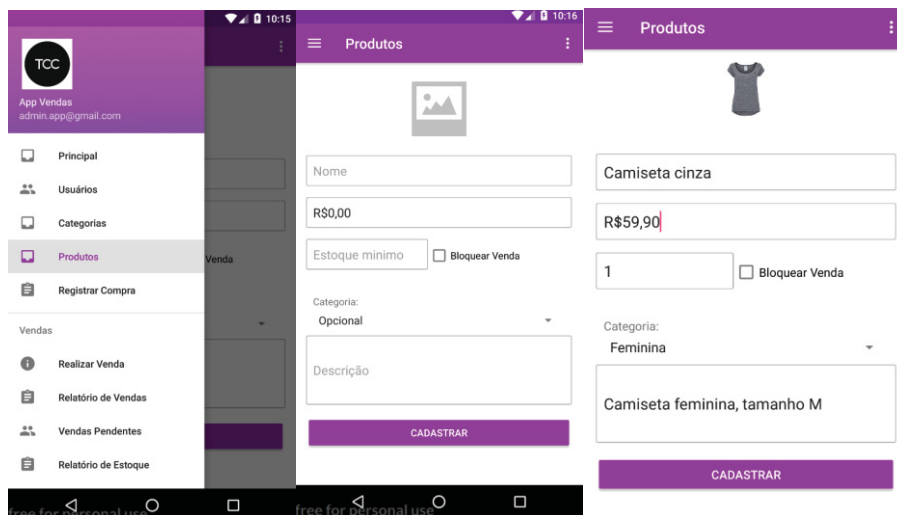 10:15
TCC
App Vendas
admin.app@gmail.com
Principal
Usuários
Categorias
Produtos
Registrar Compra
Vendas
Realizar Venda
Relatório de Vendas
Vendas Pendentes
Relatório de Estoque
Venda
free for personal use
10:16
Produtos
Nome
R$0,00
Estoque minimo
Bloquear Venda
Categoria:
Opcional
Descrição
CADASTRAR
free for personal use
Produtos
Camiseta cinza
R$59,90
1
Bloquear Venda
Categoria:
Feminina
Camiseta feminina, tamanho M
CADASTRAR